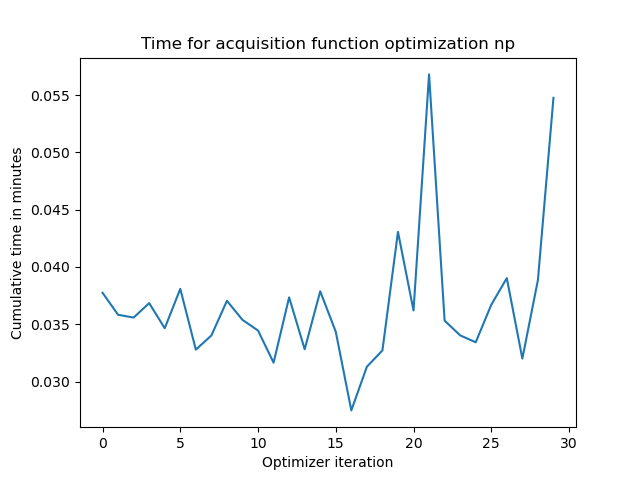 Time for acquisition function optimization np
Cumulative time in minutes
0.055
0.050
0.045
0.040
0.035
0.030
0 5 10 15 20 25 30
Optimizer iteration